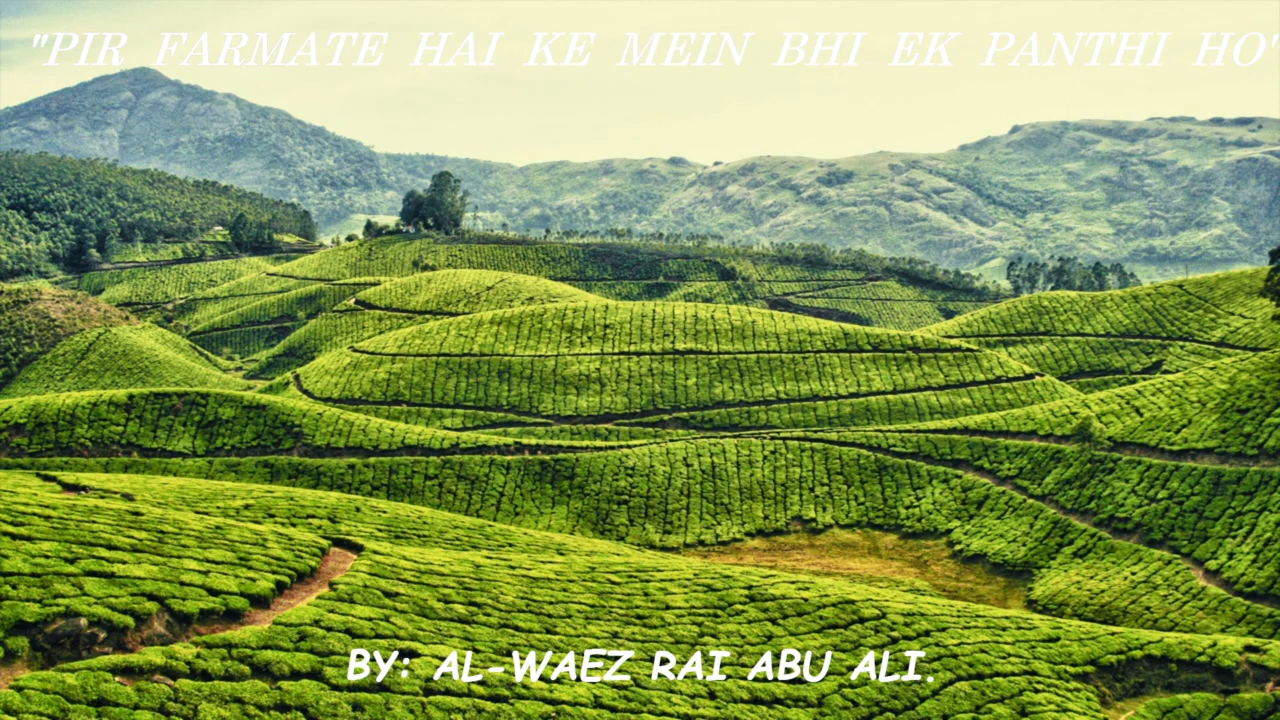 "PIR FARMATE HAI KE MEIN BHI EK PANTHI HO"
BY: AL-WAEZ RAI ABU ALI.